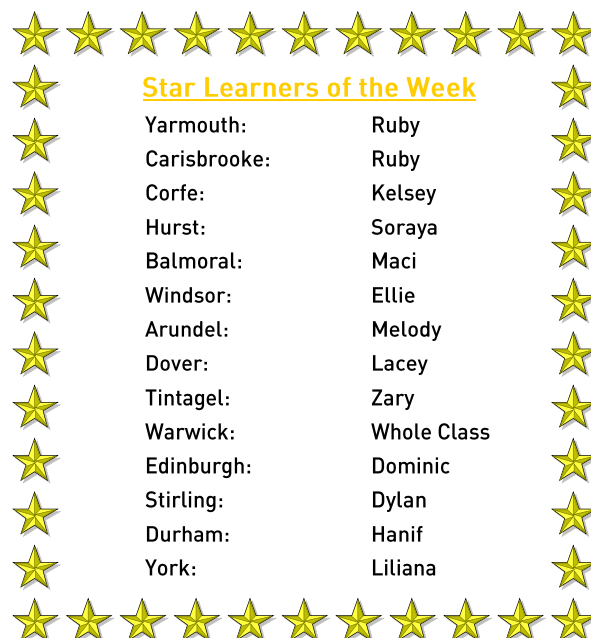 Star Learners of the Week
Yarmouth: Ruby
Carisbrooke: Ruby
Corfe: Kelsey
Hurst: Soraya
Balmoral: Maci
Windsor: Ellie
Arundel: Melody
Dover: Lacey
Tintagel: Zary
Warwick: Whole Class
Edinburgh: Dominic
Stirling: Dylan
Durham: Hanif
York: Liliana